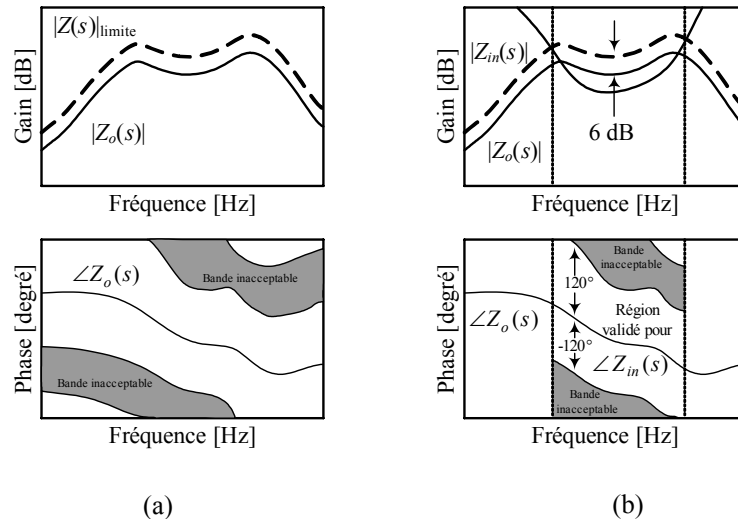 |Z(s)|limite
|Zo(s)|
Gain [dB]
Fréquence [Hz]
|Zin(s)|
|Zo(s)|
6 dB
Gain [dB]
Fréquence [Hz]
∠Zo(s)
Bande inacceptable
Bande inacceptable
Phase [degré]
Fréquence [Hz]
Bande
inacceptable
120°
∠Zo(s)
Région
validé pour
-120°
∠Zin(s)
Bande
inacceptable
Phase [degré]
Fréquence [Hz]
(a)
(b)